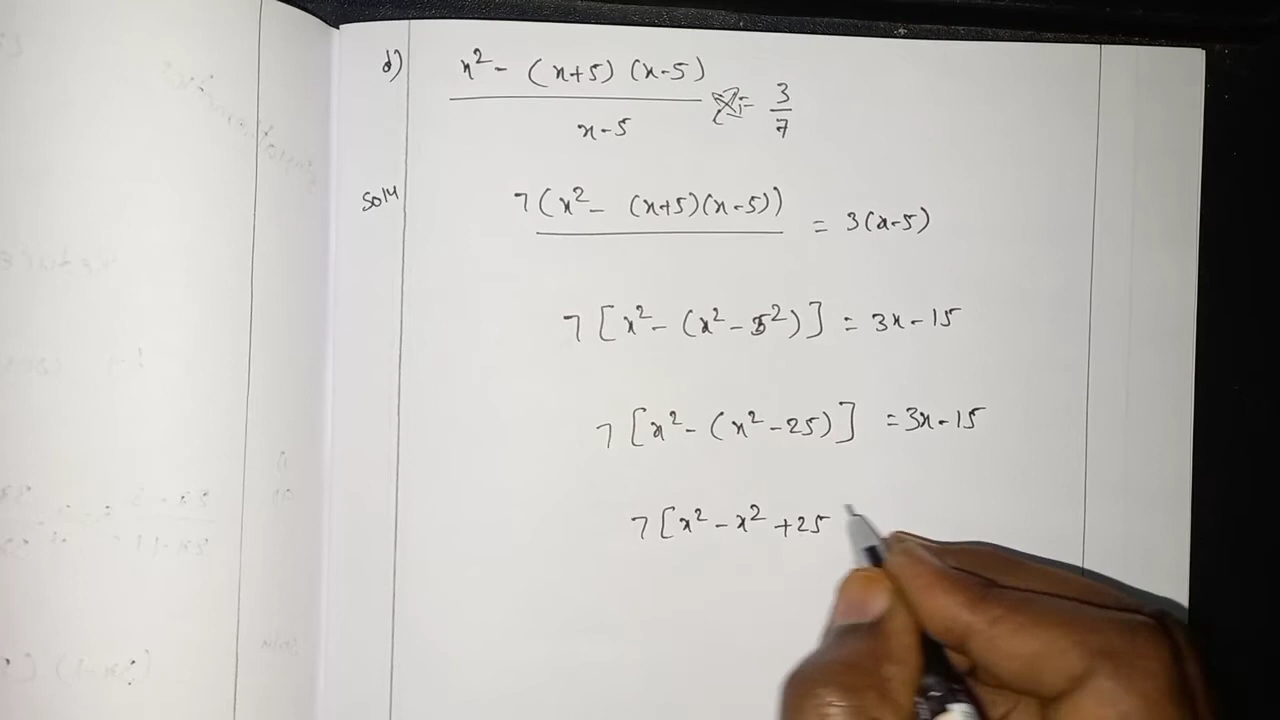 d) x² - (x+5) (x-5)
x-5
= 3/7
Soln
7(x² - (x+5)(x-5)) = 3(x-5)
7[x² - (x² - 5²)] = 3x - 15
7[x² - (x² - 25)] = 3x - 15
7[x² - x² + 25